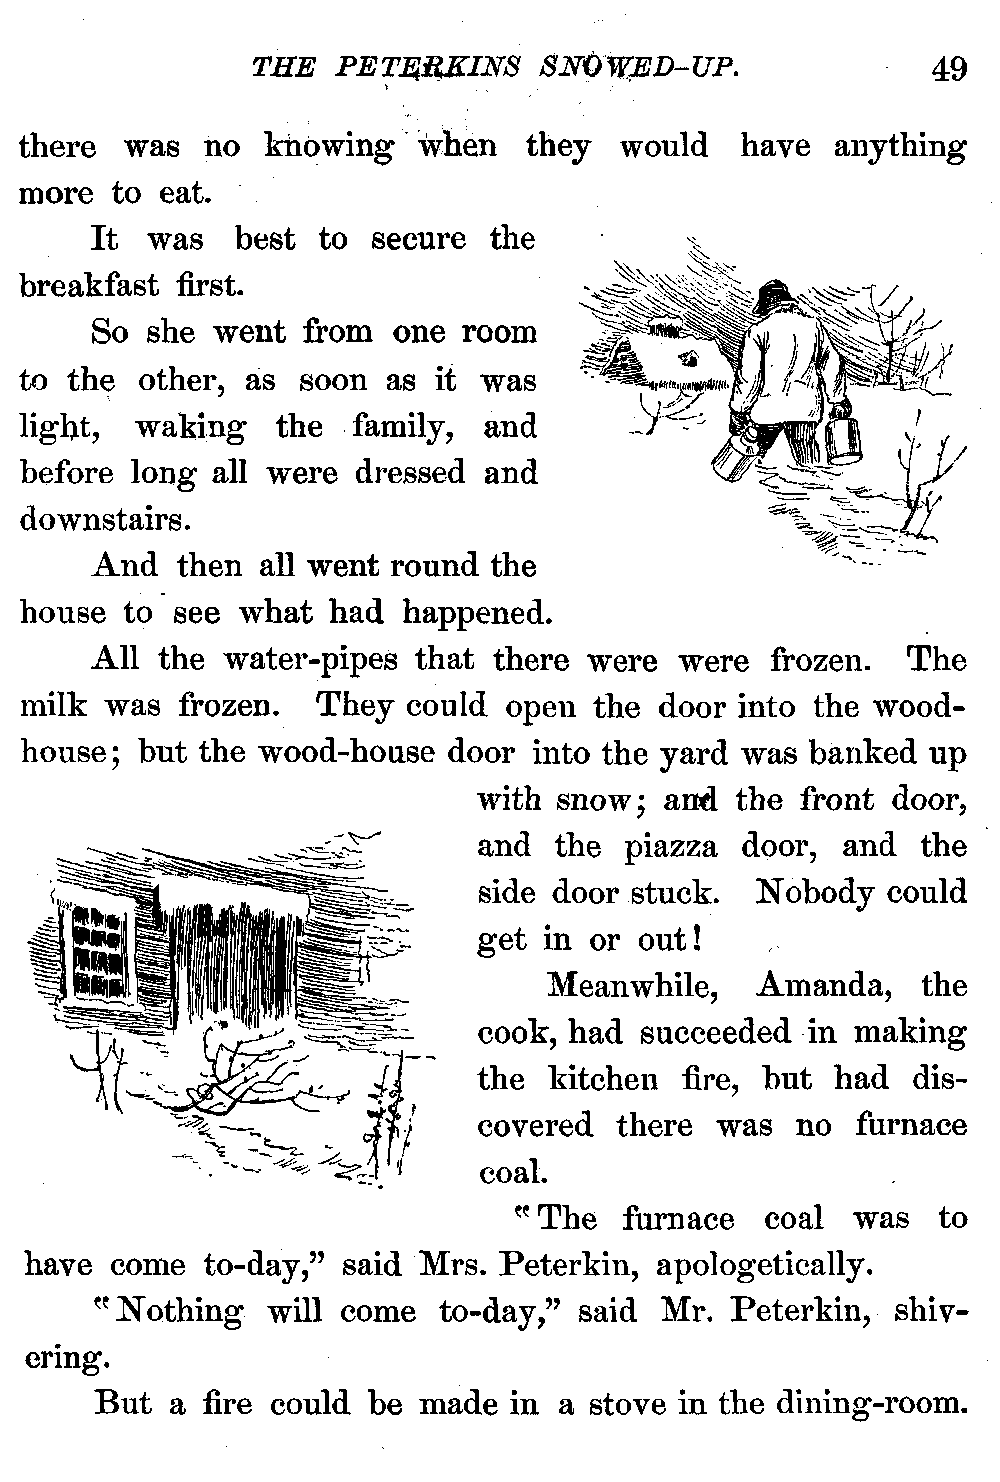 THE PETERKINS SNOWED-UP. 49
there was no knowing when they would have anything
more to eat.
It was best to secure the
breakfast first.
So she went from one room
to the other, as soon as it was
light, waking the family, and
before long all were dressed and
downstairs.
And then all went round the
house to see what had happened.
All the water-pipes that there were were frozen. The
milk was frozen. They could open the door into the wood-
house; but the wood-house door into the yard was banked up
with snow; and the front door,
and the piazza door, and the
side door stuck. Nobody could
get in or out!
Meanwhile, Amanda, the
cook, had succeeded in making
the kitchen fire, but had dis-
covered there was no furnace
coal.
"The furnace coal was to
have come to-day," said Mrs. Peterkin, apologetically.
"Nothing will come to-day," said Mr. Peterkin, shiv-
ering.
But a fire could be made in a stove in the dining-room.